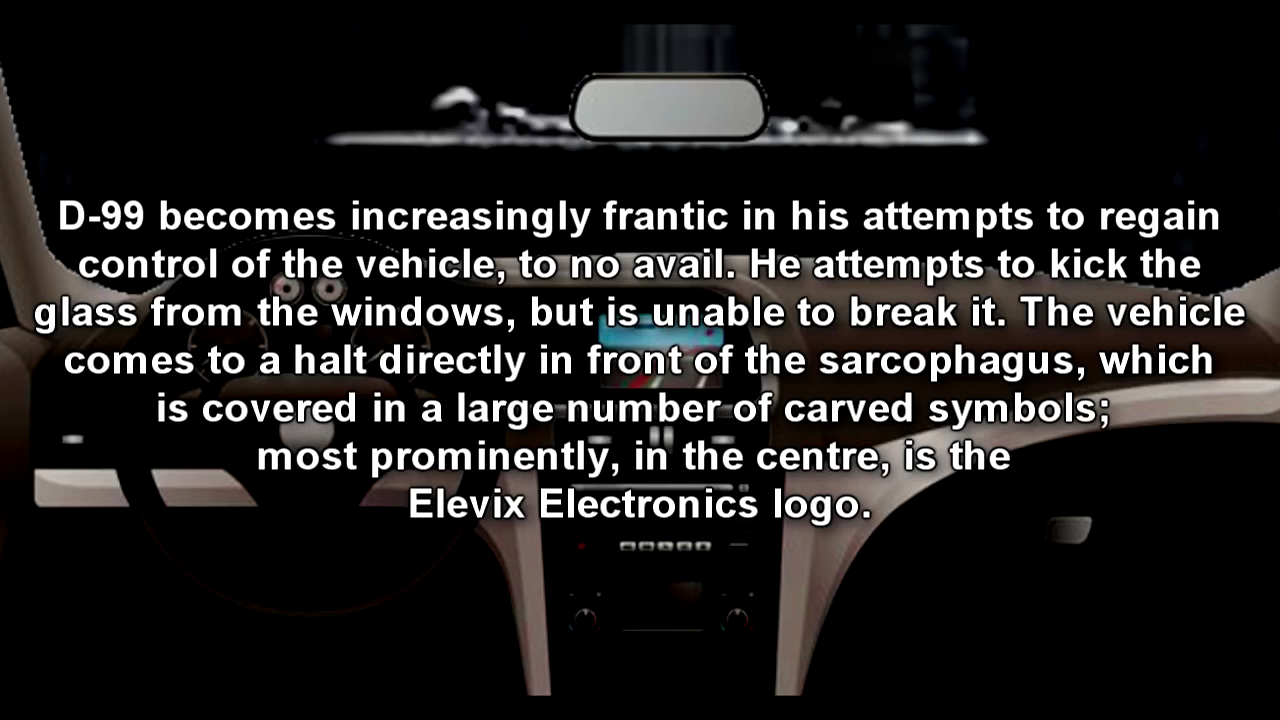 D-99 becomes increasingly frantic in his attempts to regain
control of the vehicle, to no avail. He attempts to kick the
glass from the windows, but is unable to break it. The vehicle
comes to a halt directly in front of the sarcophagus, which
is covered in a large number of carved symbols;
most prominently, in the centre, is the
Elevix Electronics logo.